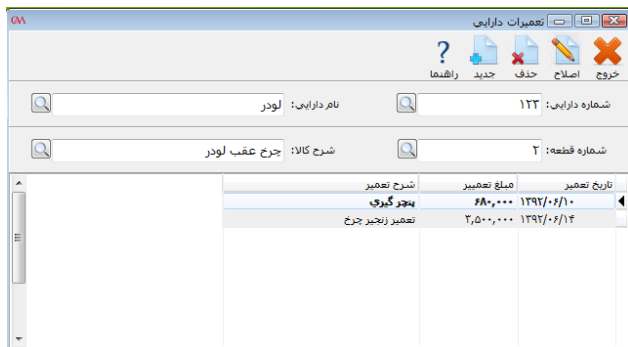 تعمیرات دارایی
خروج اصلاح حذف جدید راهنما
شماره دارایی: ۱۲۳ نام دارایی: لودر
شماره قطعه: ۲ شرح کالا: چرخ عقب لودر
تاریخ تعمیر مبلغ تعمییر شرح تعمیر
۱۳۹۲/۰۶/۱۰ ۶۸۰,۰۰۰ پنچر گيري
۱۳۹۲/۰۶/۱۴ ۳,۵۰۰,۰۰۰ تعمیر زنجیر چرخ